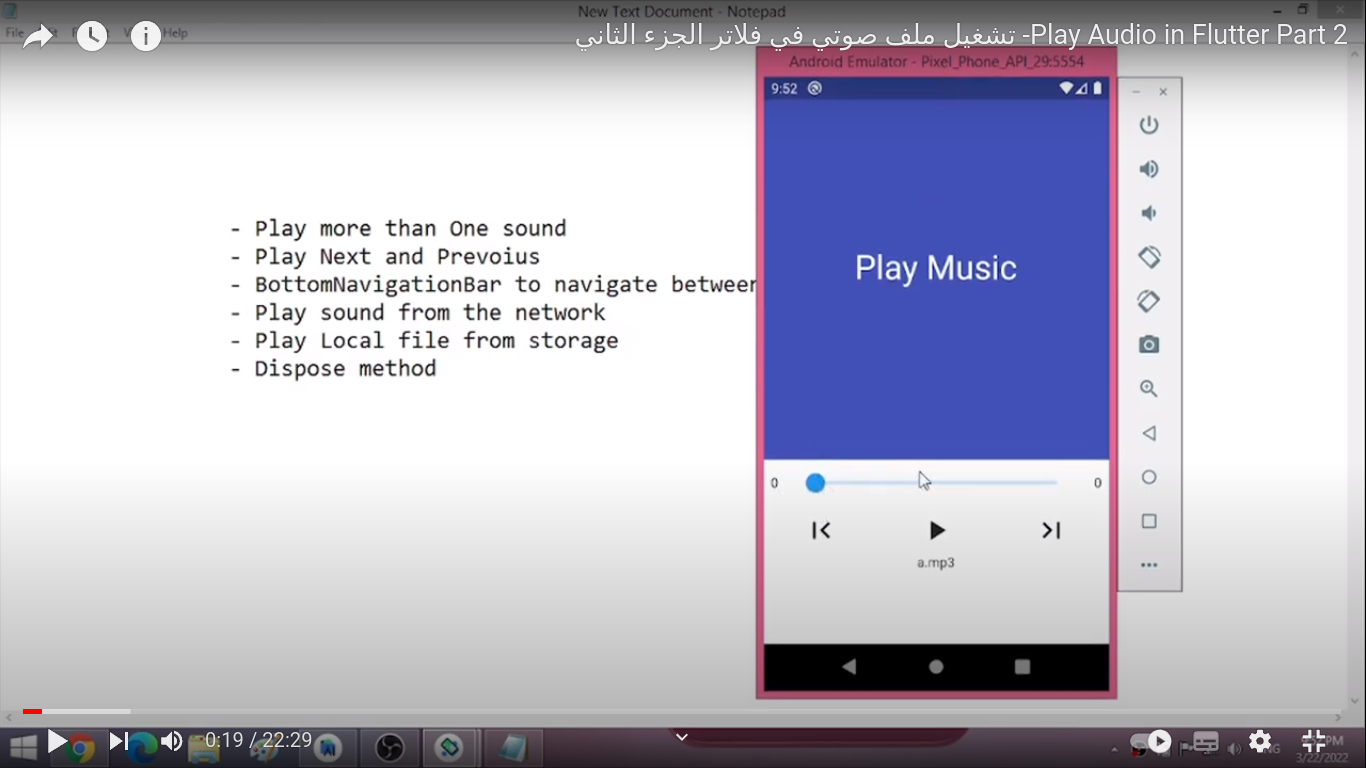 New Text Document - Notepad
File
Help
Play Audio in Flutter Part 2- تشغيل ملف صوتي في فلاتر الجزء الثاني
Android Emulator - Pixel_Phone_API_29:5554
9:52
- Play more than One sound
- Play Next and Prevoius
- BottomNavigationBar to navigate between
- Play sound from the network
- Play Local file from storage
- Dispose method
Play Music
0
0
a.mp3
0:19 / 22:29
3/22/2022